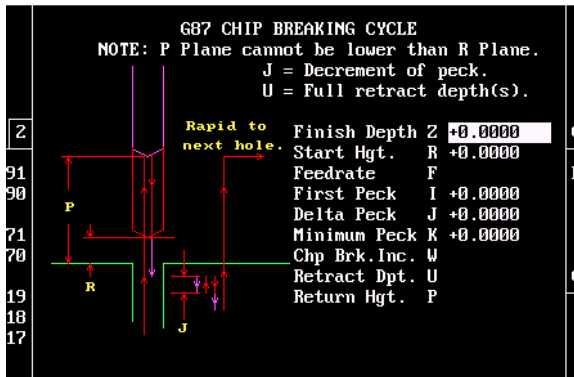 G87 CHIP BREAKING CYCLE
NOTE: P Plane cannot be lower than R Plane.
J = Decrement of peck.
U = Full retract depth(s).
2
Rapid to
next hole.
Finish Depth Z +0.0000
Start Hgt. R +0.0000
91
Feedrate F
90
First Peck I +0.0000
P
Delta Peck J +0.0000
71
Minimum Peck K +0.0000
70
Chp Brk.Inc. W
R
Retract Dpt. U
19
Return Hgt. P
18
J
17